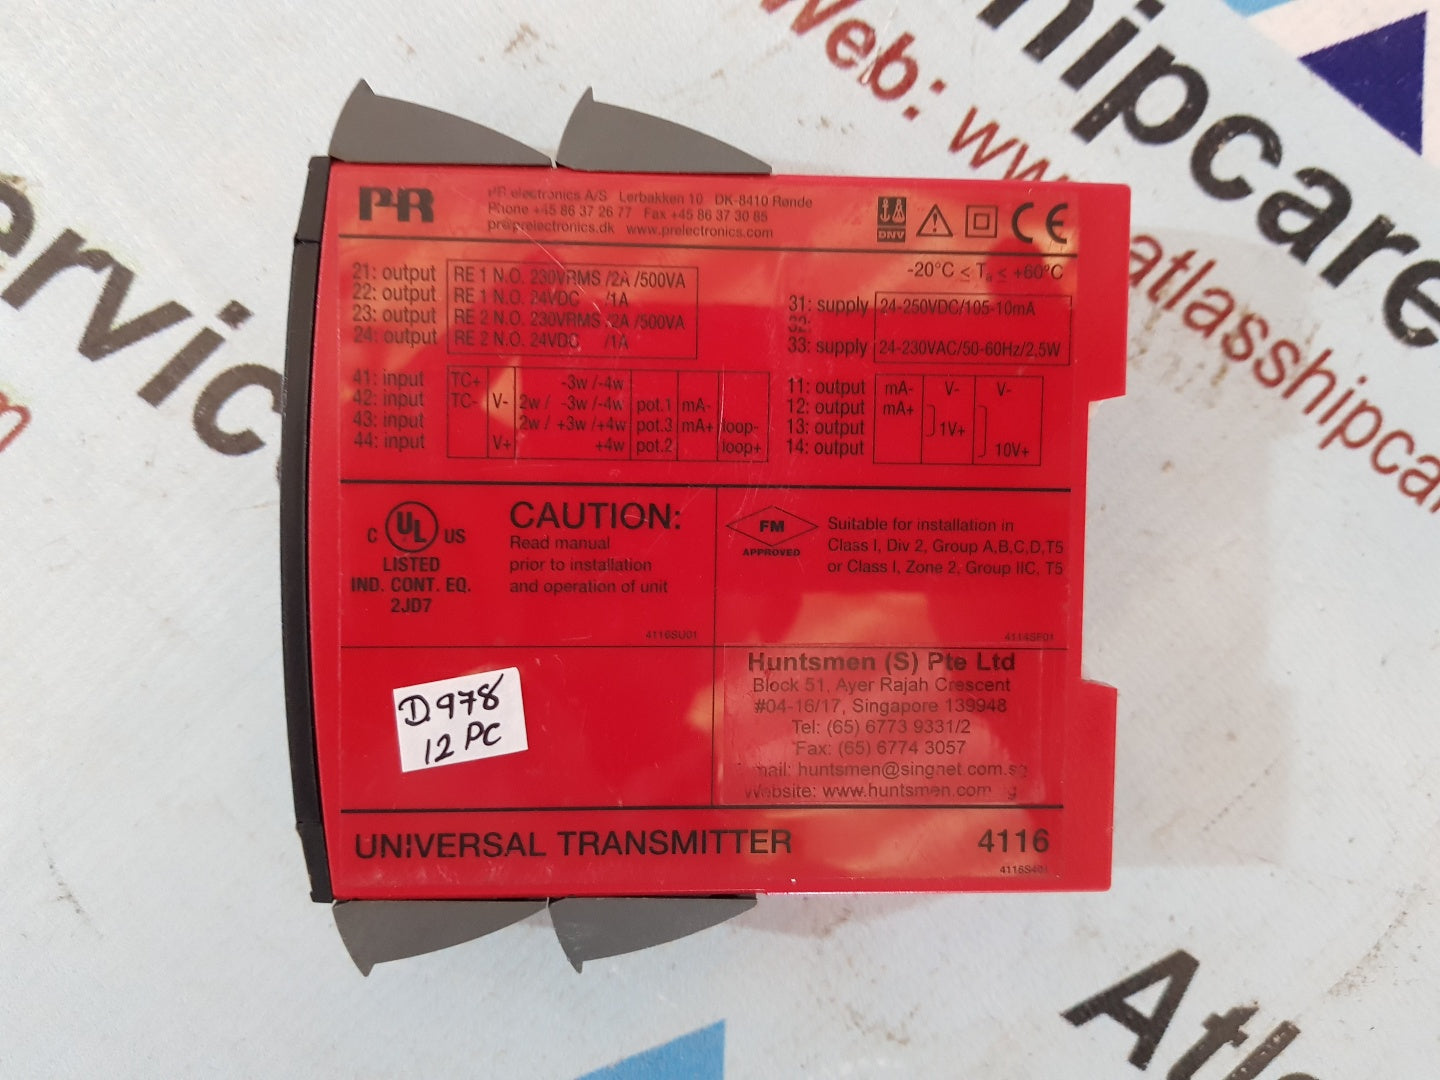 Web: www.
atlasshipcar
hipcare
ervic
m
Atla
PR
PR electronics A/S Lerbakken 10 DK-8410 Rønde
Phone +45 86 37 26 77 Fax +45 86 37 30 85
pr@prelectronics.dk www.prelectronics.com
DNV
CE
-20°C ≤ Ta ≤ +60°C
21: output RE 1 N.O. 230VRMS /2A /500VA
22: output RE 1 N.O. 24VDC /1A
23: output RE 2 N.O. 230VRMS /2A /500VA
24: output RE 2 N.O. 24VDC /1A
31: supply 24-250VDC/105-10mA
32:
33: supply 24-230VAC/50-60Hz/2,5W
41: input TC+ -3w /-4w
42: input TC- V- 2w / -3w /-4w pot.1 mA-
43: input 2w / +3w /+4w pot.3 mA+ loop-
44: input V+ +4w pot.2 loop+
11: output mA- V- V-
12: output mA+
13: output 1V+
14: output 10V+
C UL US
LISTED
IND. CONT. EQ.
2JD7
CAUTION:
Read manual
prior to installation
and operation of unit
4116SU01
FM
APPROVED
Suitable for installation in
Class I, Div 2, Group A,B,C,D,T5
or Class I, Zone 2, Group IIC, T5
4114SF01
D978
12 PC
Huntsmen (S) Pte Ltd
Block 51, Ayer Rajah Crescent
#04-16/17, Singapore 139948
Tel: (65) 6773 9331/2
Fax: (65) 6774 3057
mail: huntsmen@singnet.com.sg
Website: www.huntsmen.com g
UNIVERSAL TRANSMITTER 4116
4116S401